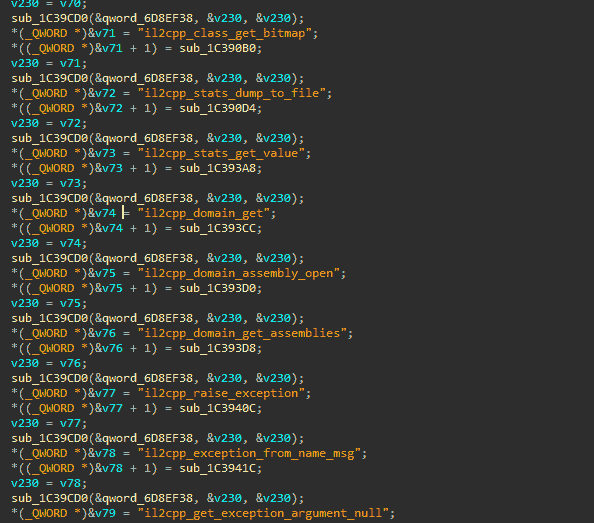 v230 = v70;
sub_1C39CD0(&qword_6D8EF38, &v230, &v230);
*(_QWORD *)&v71 = "il2cpp_class_get_bitmap";
*((_QWORD *)&v71 + 1) = sub_1C390B0;
v230 = v71;
sub_1C39CD0(&qword_6D8EF38, &v230, &v230);
*(_QWORD *)&v72 = "il2cpp_stats_dump_to_file";
*((_QWORD *)&v72 + 1) = sub_1C390D4;
v230 = v72;
sub_1C39CD0(&qword_6D8EF38, &v230, &v230);
*(_QWORD *)&v73 = "il2cpp_stats_get_value";
*((_QWORD *)&v73 + 1) = sub_1C393A8;
v230 = v73;
sub_1C39CD0(&qword_6D8EF38, &v230, &v230);
*(_QWORD *)&v74 = "il2cpp_domain_get";
*((_QWORD *)&v74 + 1) = sub_1C393CC;
v230 = v74;
sub_1C39CD0(&qword_6D8EF38, &v230, &v230);
*(_QWORD *)&v75 = "il2cpp_domain_assembly_open";
*((_QWORD *)&v75 + 1) = sub_1C393D0;
v230 = v75;
sub_1C39CD0(&qword_6D8EF38, &v230, &v230);
*(_QWORD *)&v76 = "il2cpp_domain_get_assemblies";
*((_QWORD *)&v76 + 1) = sub_1C393D8;
v230 = v76;
sub_1C39CD0(&qword_6D8EF38, &v230, &v230);
*(_QWORD *)&v77 = "il2cpp_raise_exception";
*((_QWORD *)&v77 + 1) = sub_1C3940C;
v230 = v77;
sub_1C39CD0(&qword_6D8EF38, &v230, &v230);
*(_QWORD *)&v78 = "il2cpp_exception_from_name_msg";
*((_QWORD *)&v78 + 1) = sub_1C3941C;
v230 = v78;
sub_1C39CD0(&qword_6D8EF38, &v230, &v230);
*(_QWORD *)&v79 = "il2cpp_get_exception_argument_null";